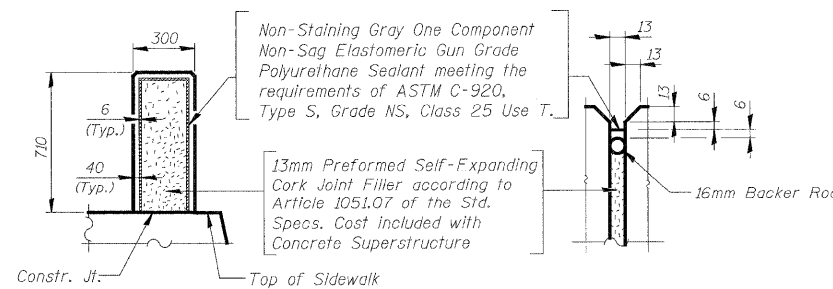 300
710
6
(Typ.)
40
(Typ.)
Constr. Jt.
Top of Sidewalk
Non-Staining Gray One Component
Non-Sag Elastomeric Gun Grade
Polyurethane Sealant meeting the
requirements of ASTM C-920,
Type S, Grade NS, Class 25 Use T.
13mm Preformed Self-Expanding
Cork Joint Filler according to
Article 1051.07 of the Std.
Specs. Cost included with
Concrete Superstructure
13
13
13
6
6
16mm Backer Roo